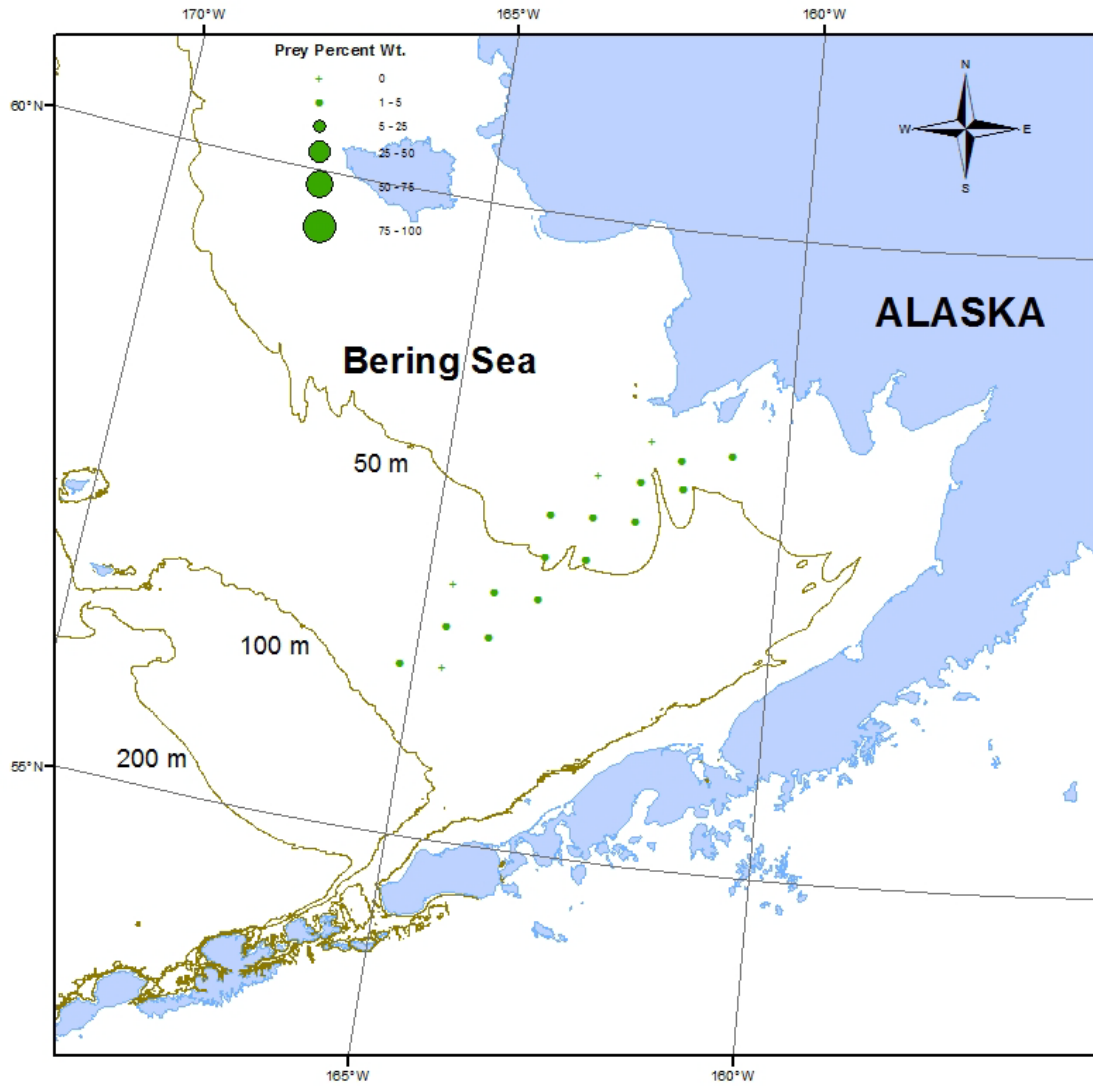 170°W
165°W
160°W
Prey Percent Wt.
0
1 - 5
5 - 25
25 - 50
50 - 75
75 - 100
N
W
E
S
60°N
ALASKA
Bering Sea
50 m
100 m
200 m
55°N
165°W
160°W